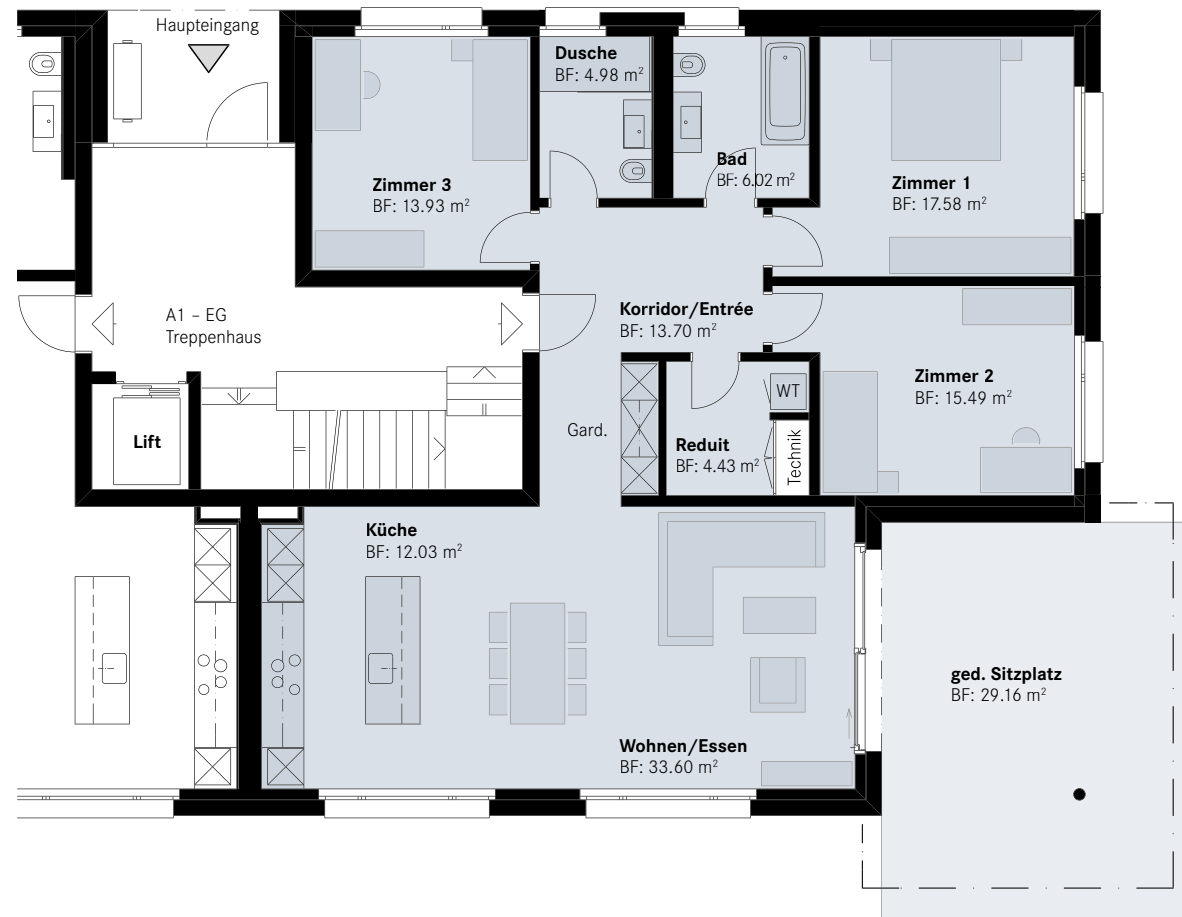 Haupteingang
Dusche
BF: 4.98 m²
Bad
BF: 6.02 m²
Zimmer 3
BF: 13.93 m²
Zimmer 1
BF: 17.58 m²
A1 – EG
Treppenhaus
Korridor/Entrée
BF: 13.70 m²
Zimmer 2
BF: 15.49 m²
WT
Lift
Gard.
Reduit
BF: 4.43 m²
Technik
Küche
BF: 12.03 m²
ged. Sitzplatz
BF: 29.16 m²
Wohnen/Essen
BF: 33.60 m²